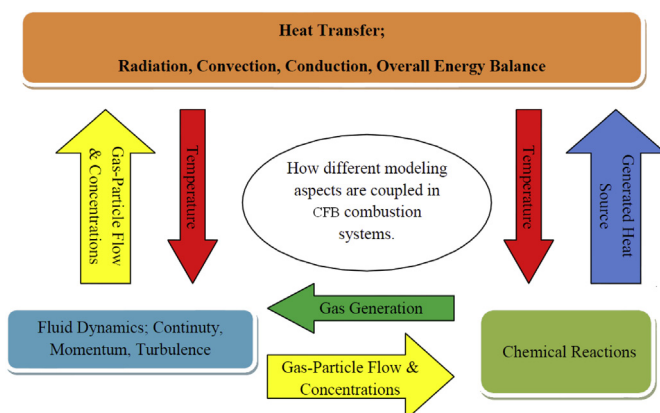 Heat Transfer;
Radiation, Convection, Conduction, Overall Energy Balance
Gas-Particle Flow
& Concentrations
Temperature
How different modeling
aspects are coupled in
CFB combustion
systems.
Temperature
Generated Heat
Source
Gas Generation
Fluid Dynamics; Continuty,
Momentum, Turbulence
Gas-Particle Flow &
Concentrations
Chemical Reactions